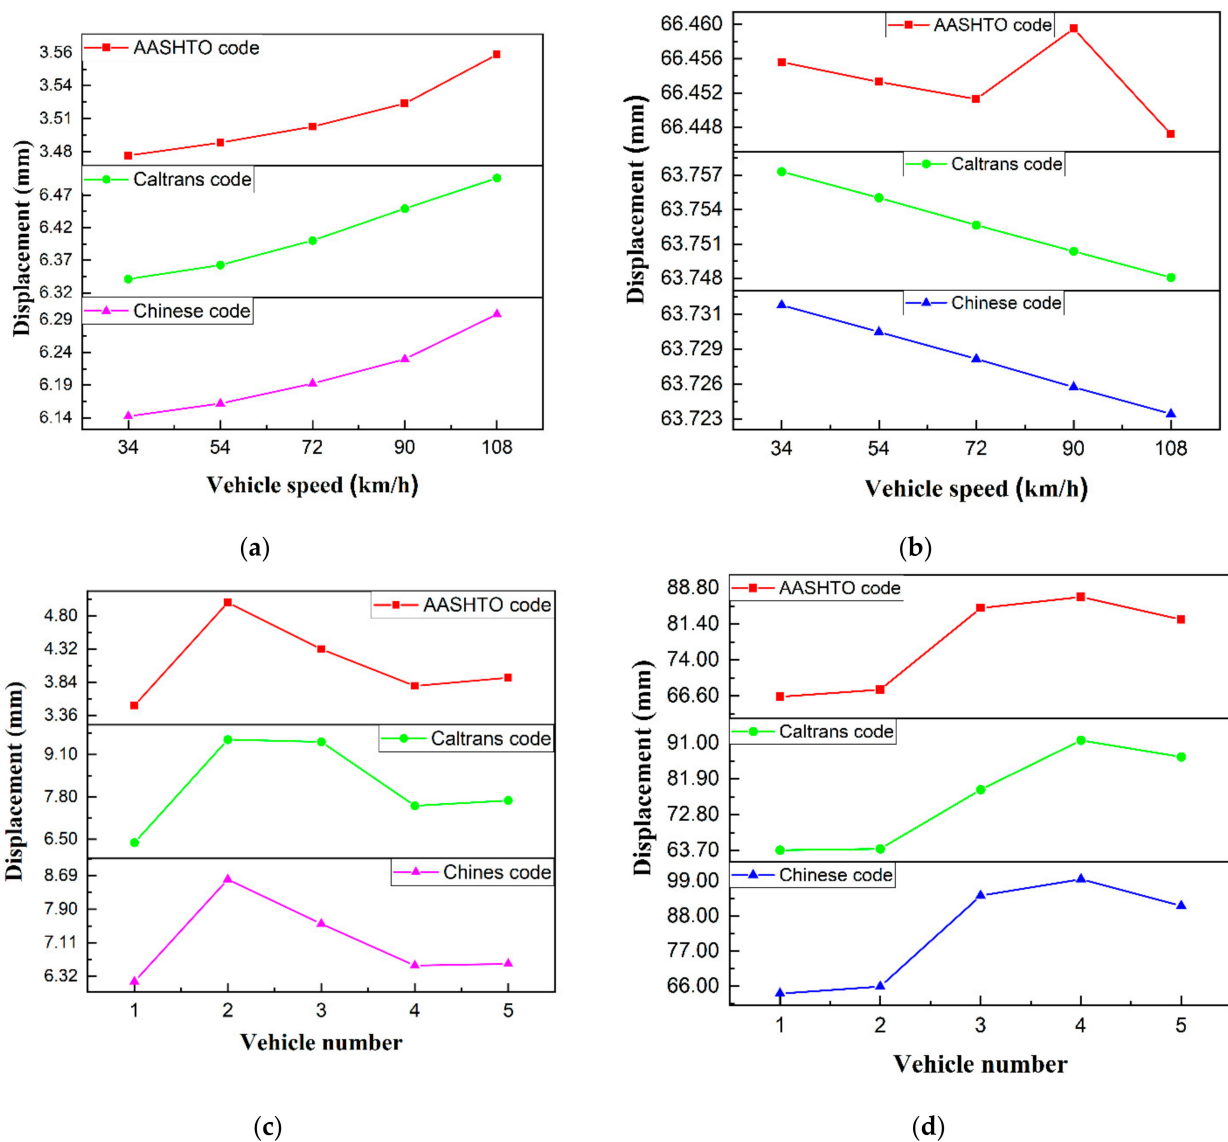 AASHTO code
3.56
3.54
3.51
3.48
Caltrans code
6.47
6.42
6.37
6.32
Chinese code
6.29
6.24
6.19
6.14
Displacement (mm)
34 54 72 90 108
Vehicle speed (km/h)
(a)
AASHTO code
66.460
66.456
66.452
66.448
Caltrans code
63.757
63.754
63.751
63.748
Chinese code
63.731
63.729
63.726
63.723
Displacement (mm)
34 54 72 90 108
Vehicle speed (km/h)
(b)
AASHTO code
4.80
4.32
3.84
3.36
Caltrans code
9.10
7.80
6.50
Chines code
8.69
7.90
7.11
6.32
Displacement (mm)
1 2 3 4 5
Vehicle number
(c)
AASHTO code
88.80
81.40
74.00
66.60
Caltrans code
91.00
81.90
72.80
63.70
Chinese code
99.00
88.00
77.00
66.00
Displacement (mm)
1 2 3 4 5
Vehicle number
(d)